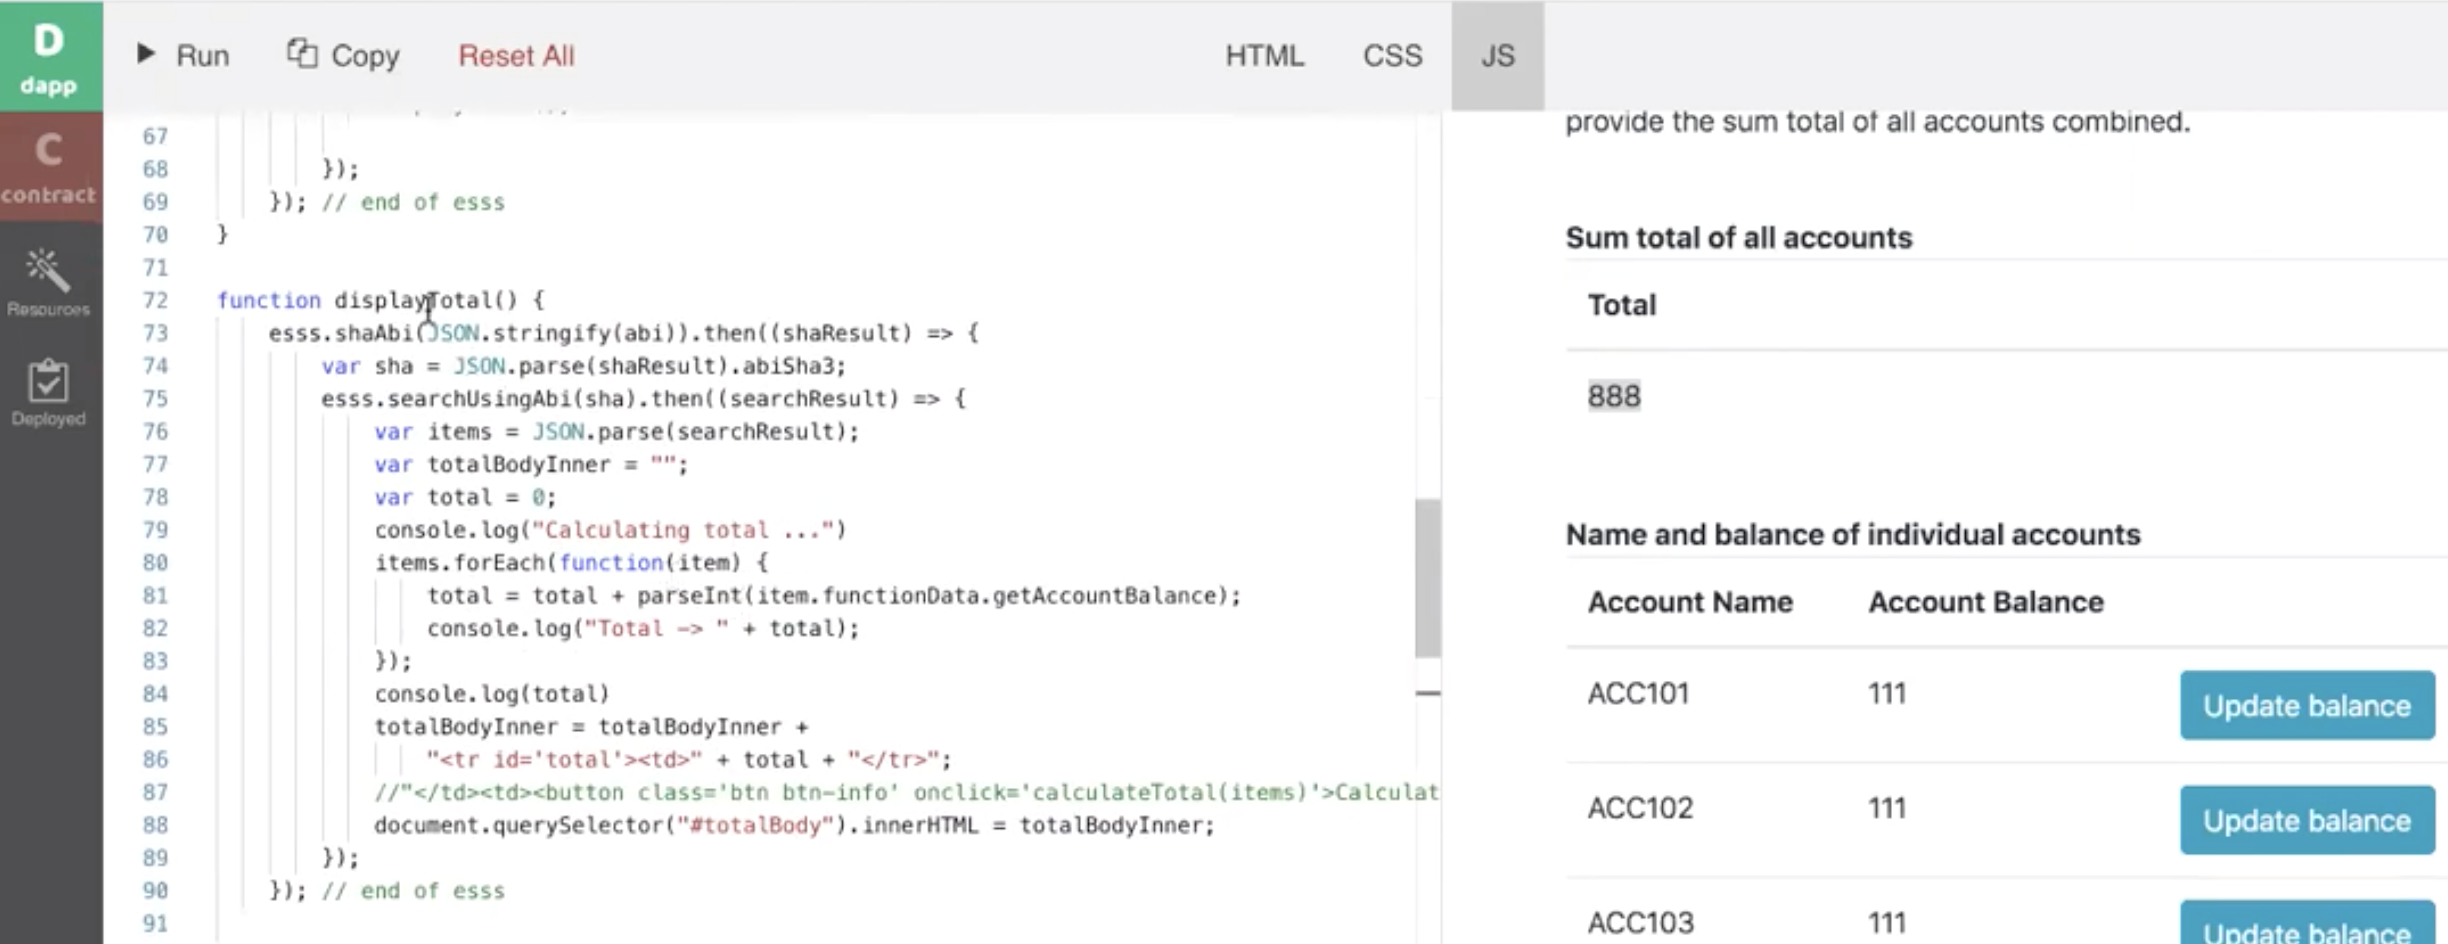 D
dapp
Run
Copy
Reset All
HTML
CSS
JS
C
contract
Resources
Deployed
67
68 });
69 }); // end of esss
70 }
71
72 function displayTotal() {
73 esss.shaAbi(JSON.stringify(abi)).then((shaResult) => {
74 var sha = JSON.parse(shaResult).abiSha3;
75 esss.searchUsingAbi(sha).then((searchResult) => {
76 var items = JSON.parse(searchResult);
77 var totalBodyInner = "";
78 var total = 0;
79 console.log("Calculating total ...")
80 items.forEach(function(item) {
81 total = total + parseInt(item.functionData.getAccountBalance);
82 console.log("Total -> " + total);
83 });
84 console.log(total)
85 totalBodyInner = totalBodyInner +
86 "<tr id='total'><td>" + total + "</tr>";
87 //"</td><td><button class='btn btn-info' onclick='calculateTotal(items)'>Calculat
88 document.querySelector("#totalBody").innerHTML = totalBodyInner;
89 });
90 }); // end of esss
91
provide the sum total of all accounts combined.
Sum total of all accounts
Total
888
Name and balance of individual accounts
Account Name Account Balance
ACC101 111 Update balance
ACC102 111 Update balance
ACC103 111 Update balance